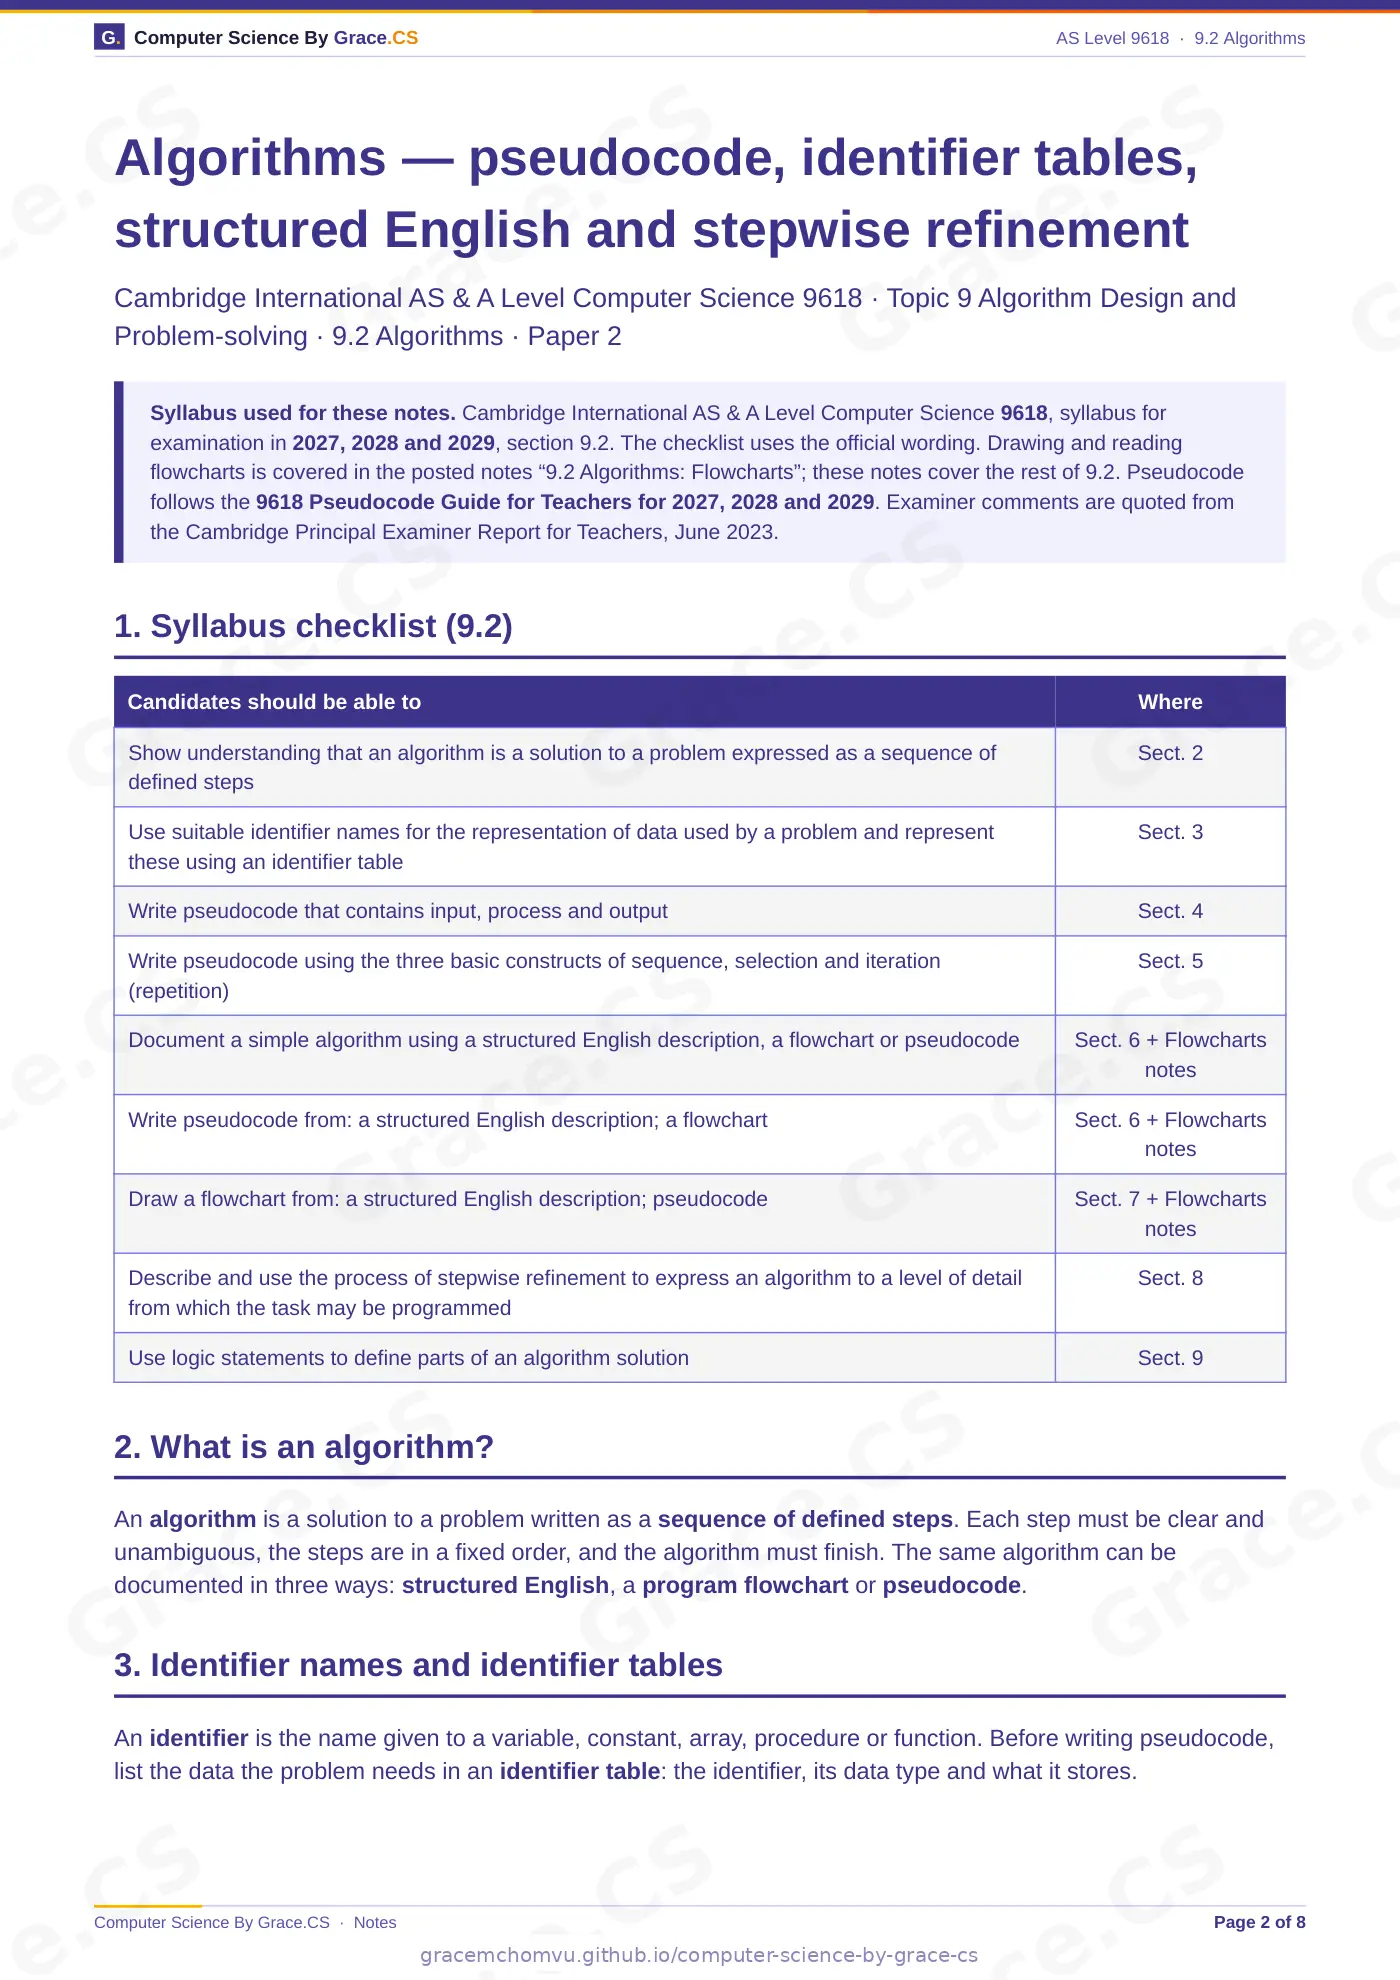 G. Computer Science By Grace.CS
AS Level 9618 · 9.2 Algorithms
Algorithms — pseudocode, identifier tables,
structured English and stepwise refinement
Cambridge International AS & A Level Computer Science 9618 · Topic 9 Algorithm Design and
Problem-solving · 9.2 Algorithms · Paper 2
Syllabus used for these notes. Cambridge International AS & A Level Computer Science 9618, syllabus for
examination in 2027, 2028 and 2029, section 9.2. The checklist uses the official wording. Drawing and reading
flowcharts is covered in the posted notes “9.2 Algorithms: Flowcharts”; these notes cover the rest of 9.2. Pseudocode
follows the 9618 Pseudocode Guide for Teachers for 2027, 2028 and 2029. Examiner comments are quoted from
the Cambridge Principal Examiner Report for Teachers, June 2023.
1. Syllabus checklist (9.2)
Candidates should be able to
Where
Show understanding that an algorithm is a solution to a problem expressed as a sequence of
defined steps
Sect. 2
Use suitable identifier names for the representation of data used by a problem and represent
these using an identifier table
Sect. 3
Write pseudocode that contains input, process and output
Sect. 4
Write pseudocode using the three basic constructs of sequence, selection and iteration
(repetition)
Sect. 5
Document a simple algorithm using a structured English description, a flowchart or pseudocode
Sect. 6 + Flowcharts
notes
Write pseudocode from: a structured English description; a flowchart
Sect. 6 + Flowcharts
notes
Draw a flowchart from: a structured English description; pseudocode
Sect. 7 + Flowcharts
notes
Describe and use the process of stepwise refinement to express an algorithm to a level of detail
from which the task may be programmed
Sect. 8
Use logic statements to define parts of an algorithm solution
Sect. 9
2. What is an algorithm?
An algorithm is a solution to a problem written as a sequence of defined steps. Each step must be clear and
unambiguous, the steps are in a fixed order, and the algorithm must finish. The same algorithm can be
documented in three ways: structured English, a program flowchart or pseudocode.
3. Identifier names and identifier tables
An identifier is the name given to a variable, constant, array, procedure or function. Before writing pseudocode,
list the data the problem needs in an identifier table: the identifier, its data type and what it stores.
Computer Science By Grace.CS · Notes
Page 2 of 8
gracemchomvu.github.io/computer-science-by-grace-cs